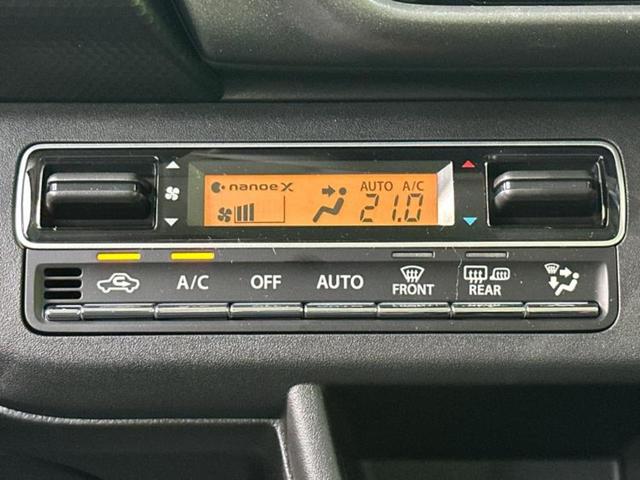 nanoeX AUTO A/C
21.0
A/C OFF AUTO FRONT REAR